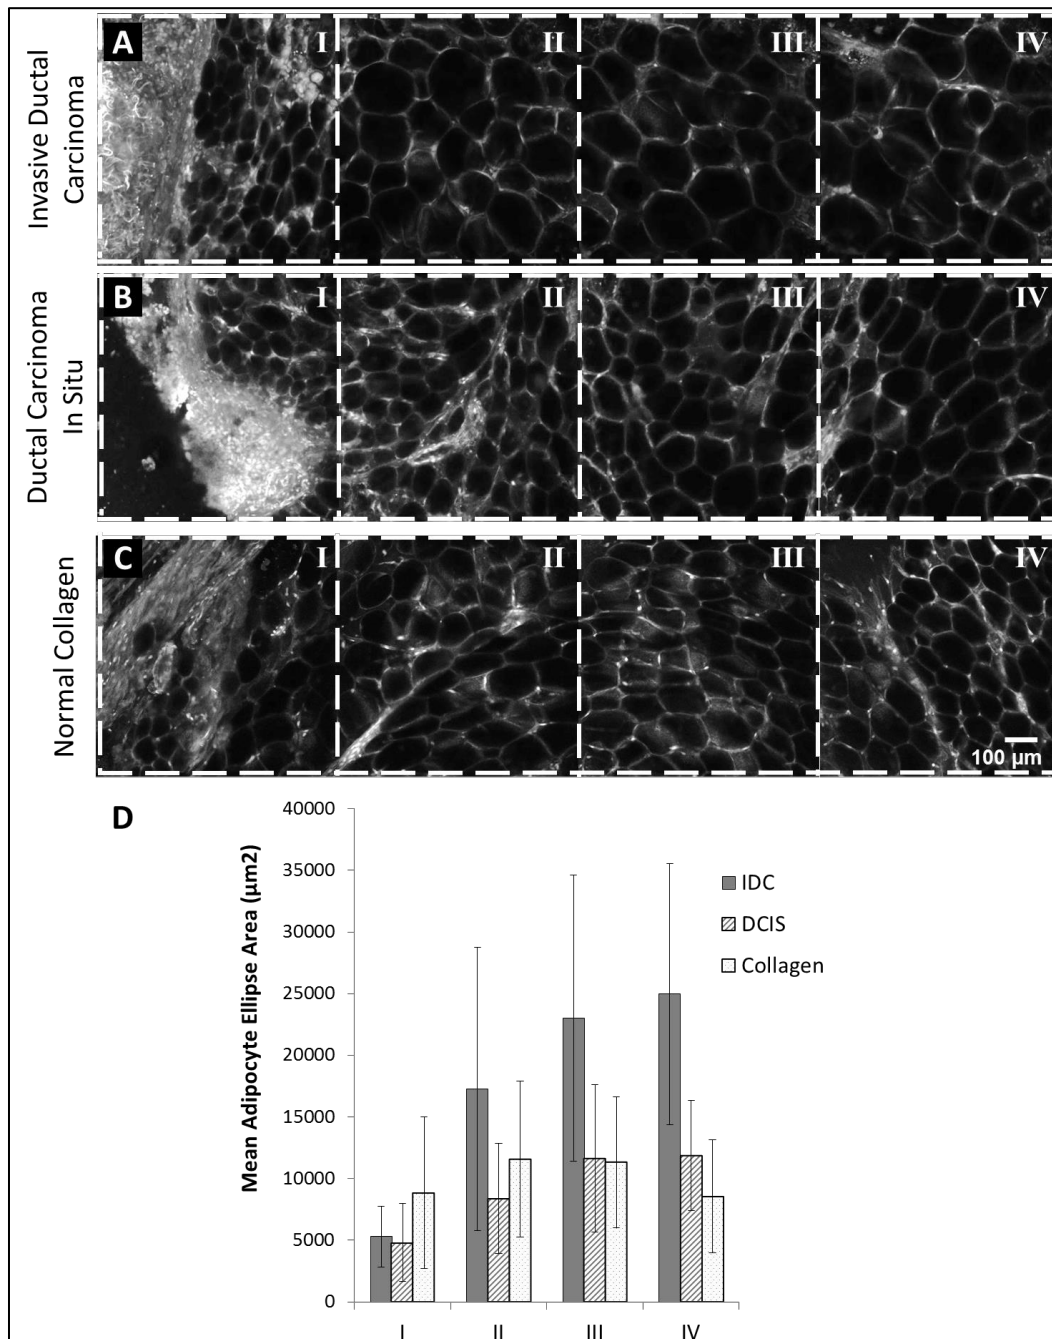 A I II III IV
Invasive Ductal
Carcinoma
B I II III IV
Ductal Carcinoma
In Situ
C I II III IV
Normal Collagen
100 µm
D
Mean Adipocyte Ellipse Area (µm2)
40000
35000
30000
25000
20000
15000
10000
5000
0
I II III IV
IDC
DCIS
Collagen